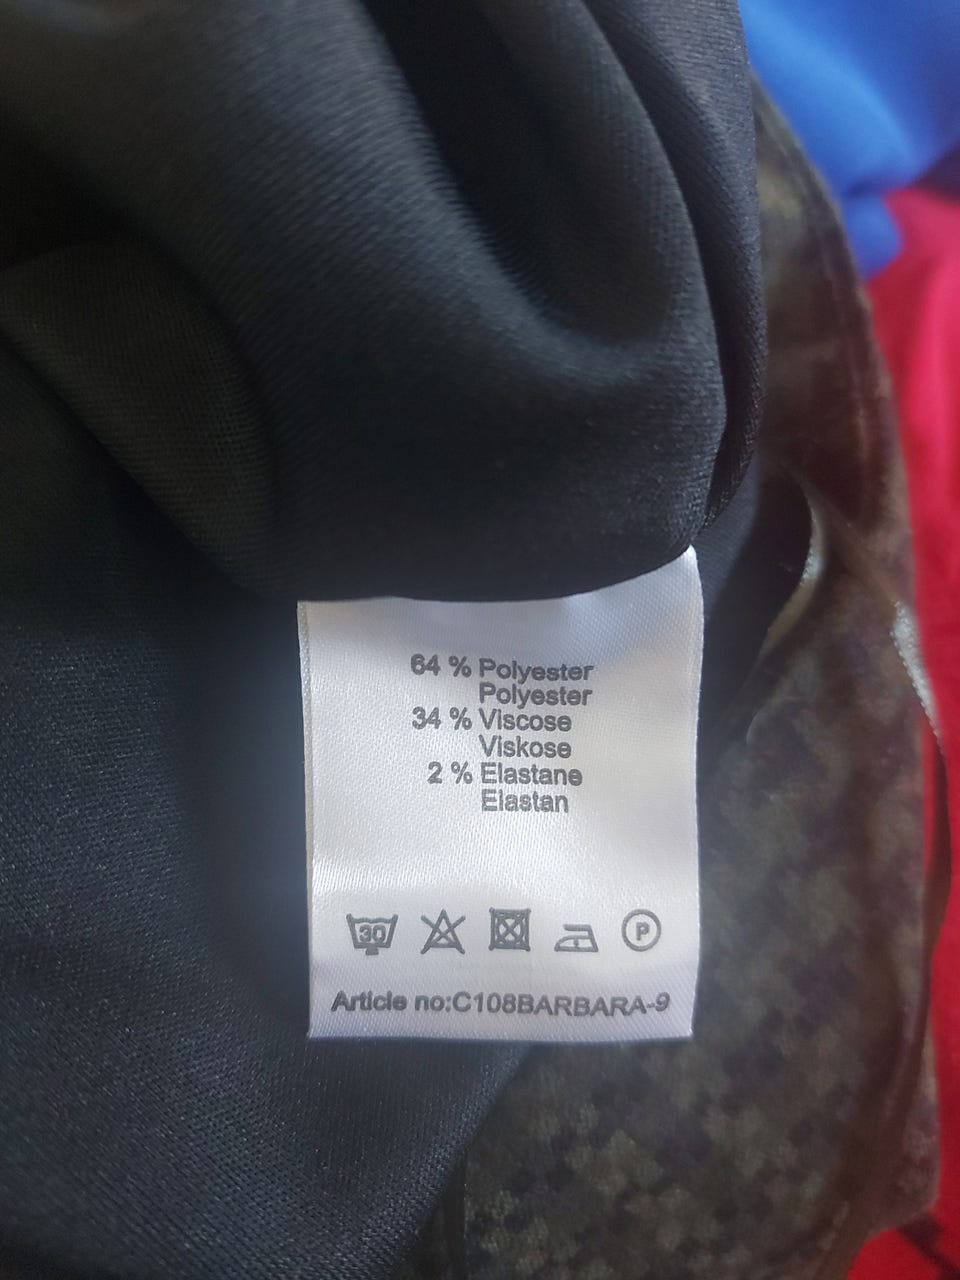 64 % Polyester
Polyester
34 % Viscose
Viskose
2 % Elastane
Elastan
30 P
Article no:C108BARBARA-9